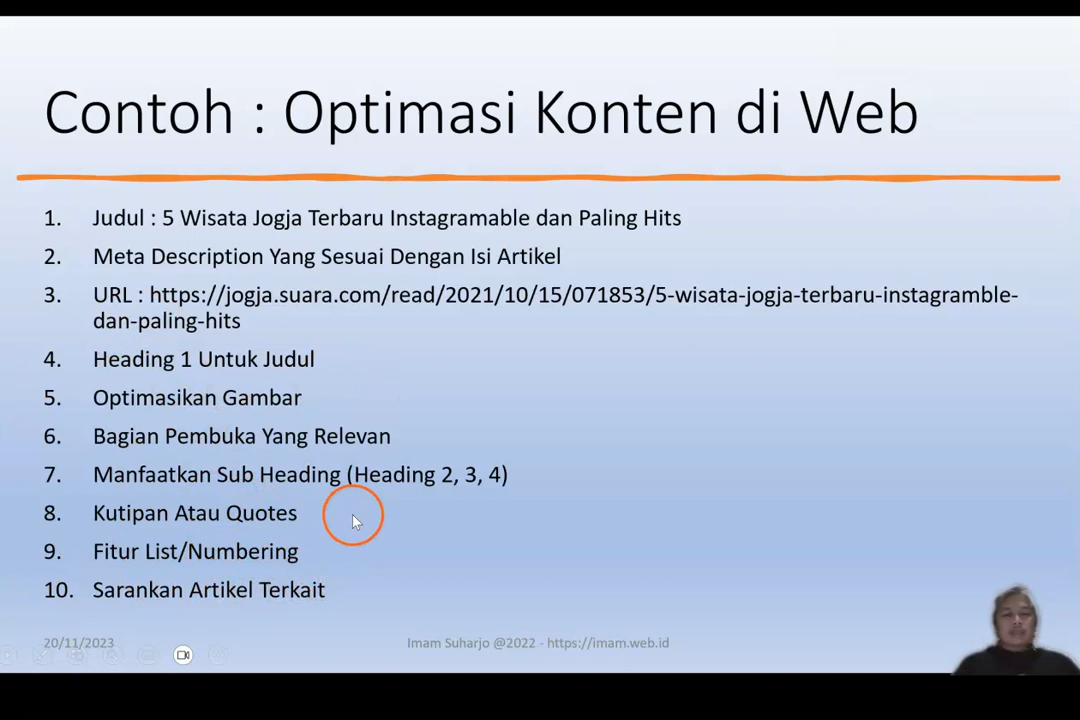 Contoh : Optimasi Konten di Web
1. Judul : 5 Wisata Jogja Terbaru Instagramable dan Paling Hits
2. Meta Description Yang Sesuai Dengan Isi Artikel
3. URL : https://jogja.suara.com/read/2021/10/15/071853/5-wisata-jogja-terbaru-instagramble-
dan-paling-hits
4. Heading 1 Untuk Judul
5. Optimasikan Gambar
6. Bagian Pembuka Yang Relevan
7. Manfaatkan Sub Heading (Heading 2, 3, 4)
8. Kutipan Atau Quotes
9. Fitur List/Numbering
10. Sarankan Artikel Terkait
20/11/2023
Imam Suharjo @2022 - https://imam.web.id